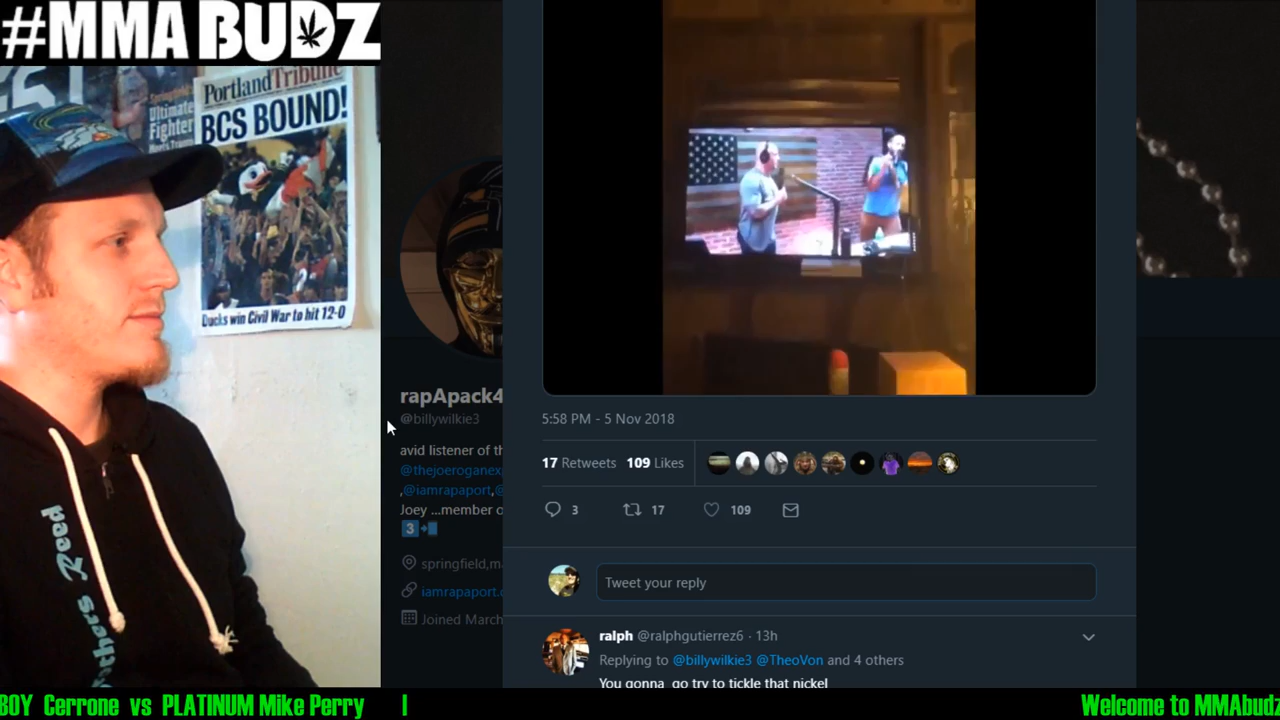 #MMA BUDZ
Portland Tribune
BCS BOUND!
Ultimate
Fighter
Ducks win Civil War to hit 12-0
rapApack4
@billywilkie3
avid listener of th
@thejoeroganex
,@iamrapaport,@
Joey ...member o
3
springfield,m
iamrapaport.c
Joined March
5:58 PM - 5 Nov 2018
17 Retweets 109 Likes
3 17 109
Tweet your reply
ralph @ralphgutierrez6 · 13h
Replying to @billywilkie3 @TheoVon and 4 others
You gonna go try to tickle that nickel
others Reed
BOY Cerrone vs PLATINUM Mike Perry | Welcome to MMAbudz